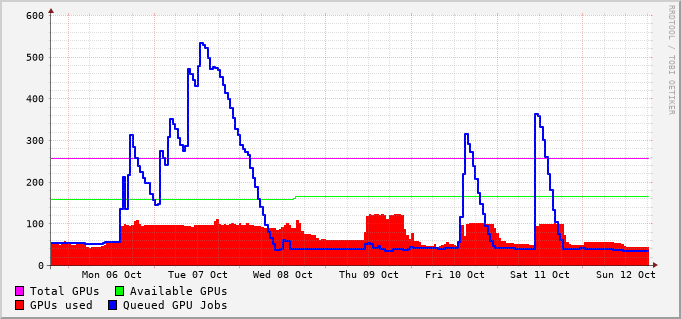 600
500
400
300
200
100
0
Mon 06 Oct Tue 07 Oct Wed 08 Oct Thu 09 Oct Fri 10 Oct Sat 11 Oct Sun 12 Oct
Total GPUs Available GPUs
GPUs used Queued GPU Jobs
RRDTOOL / TOBI OETIKER